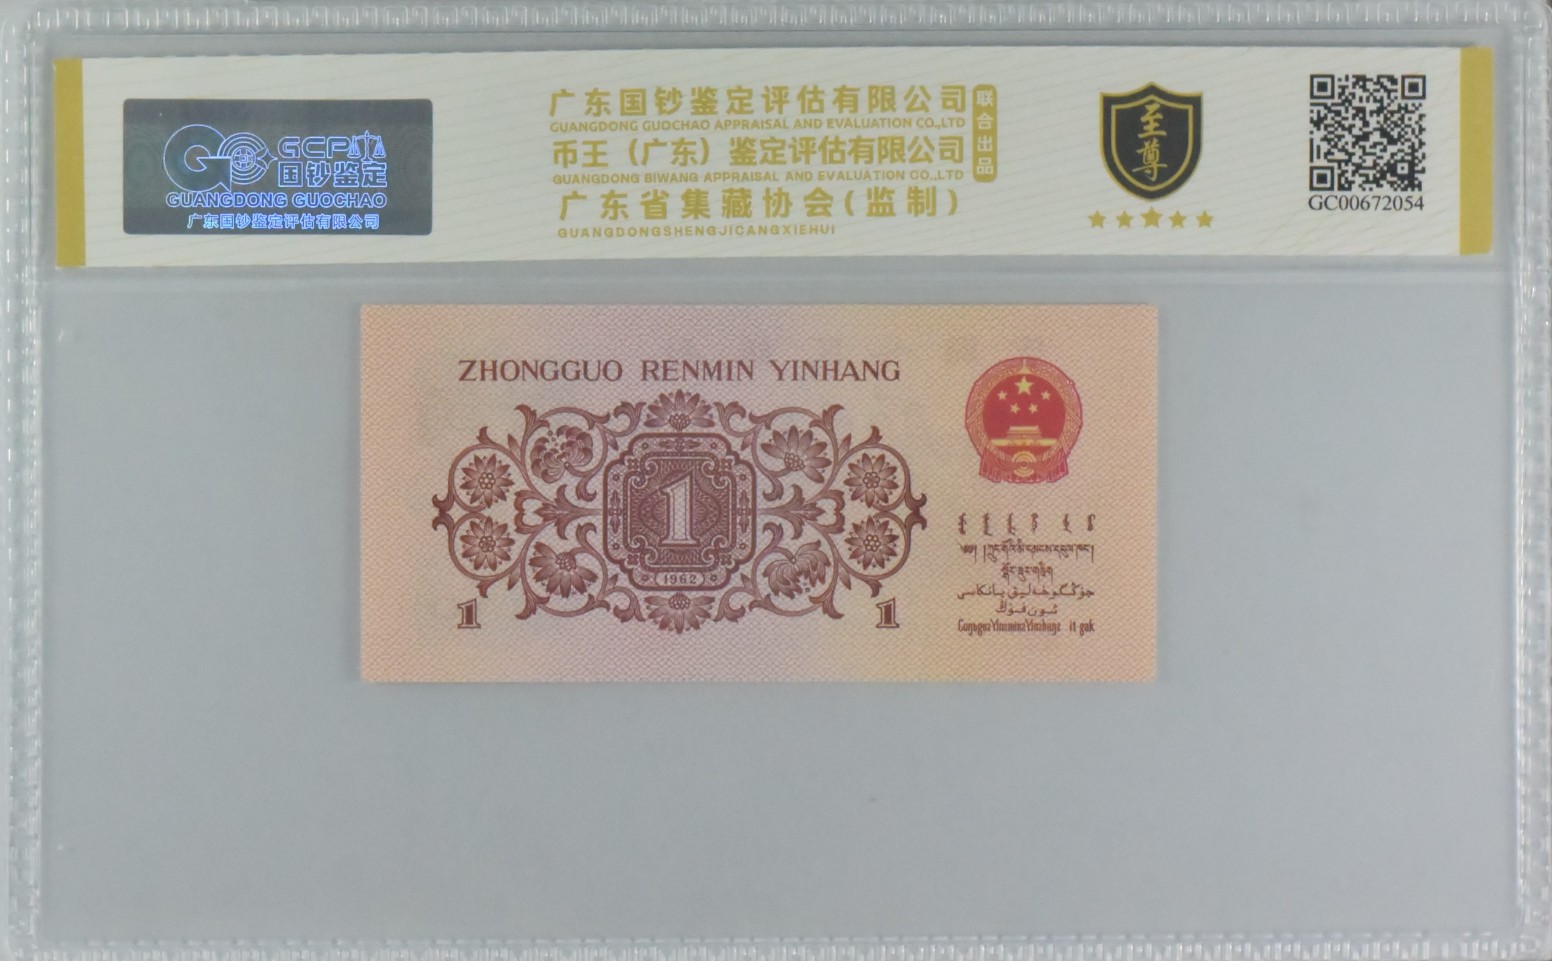 GCP
国钞鉴定
GUANGDONG GUOCHAO
广东国钞鉴定评估有限公司
广东国钞鉴定评估有限公司
GUANGDONG GUOCHAO APPRAISAL AND EVALUATION CO.,LTD
币王（广东）鉴定评估有限公司
GUANGDONG BIWANG APPRAISAL AND EVALUATION CO.,LTD
联合出品
广东省集藏协会(监制)
GUANGDONGSHENGJICANGXIEHUI
至尊
GC00672054
ZHONGGUO RENMIN YINHANG
1
1962
1
1